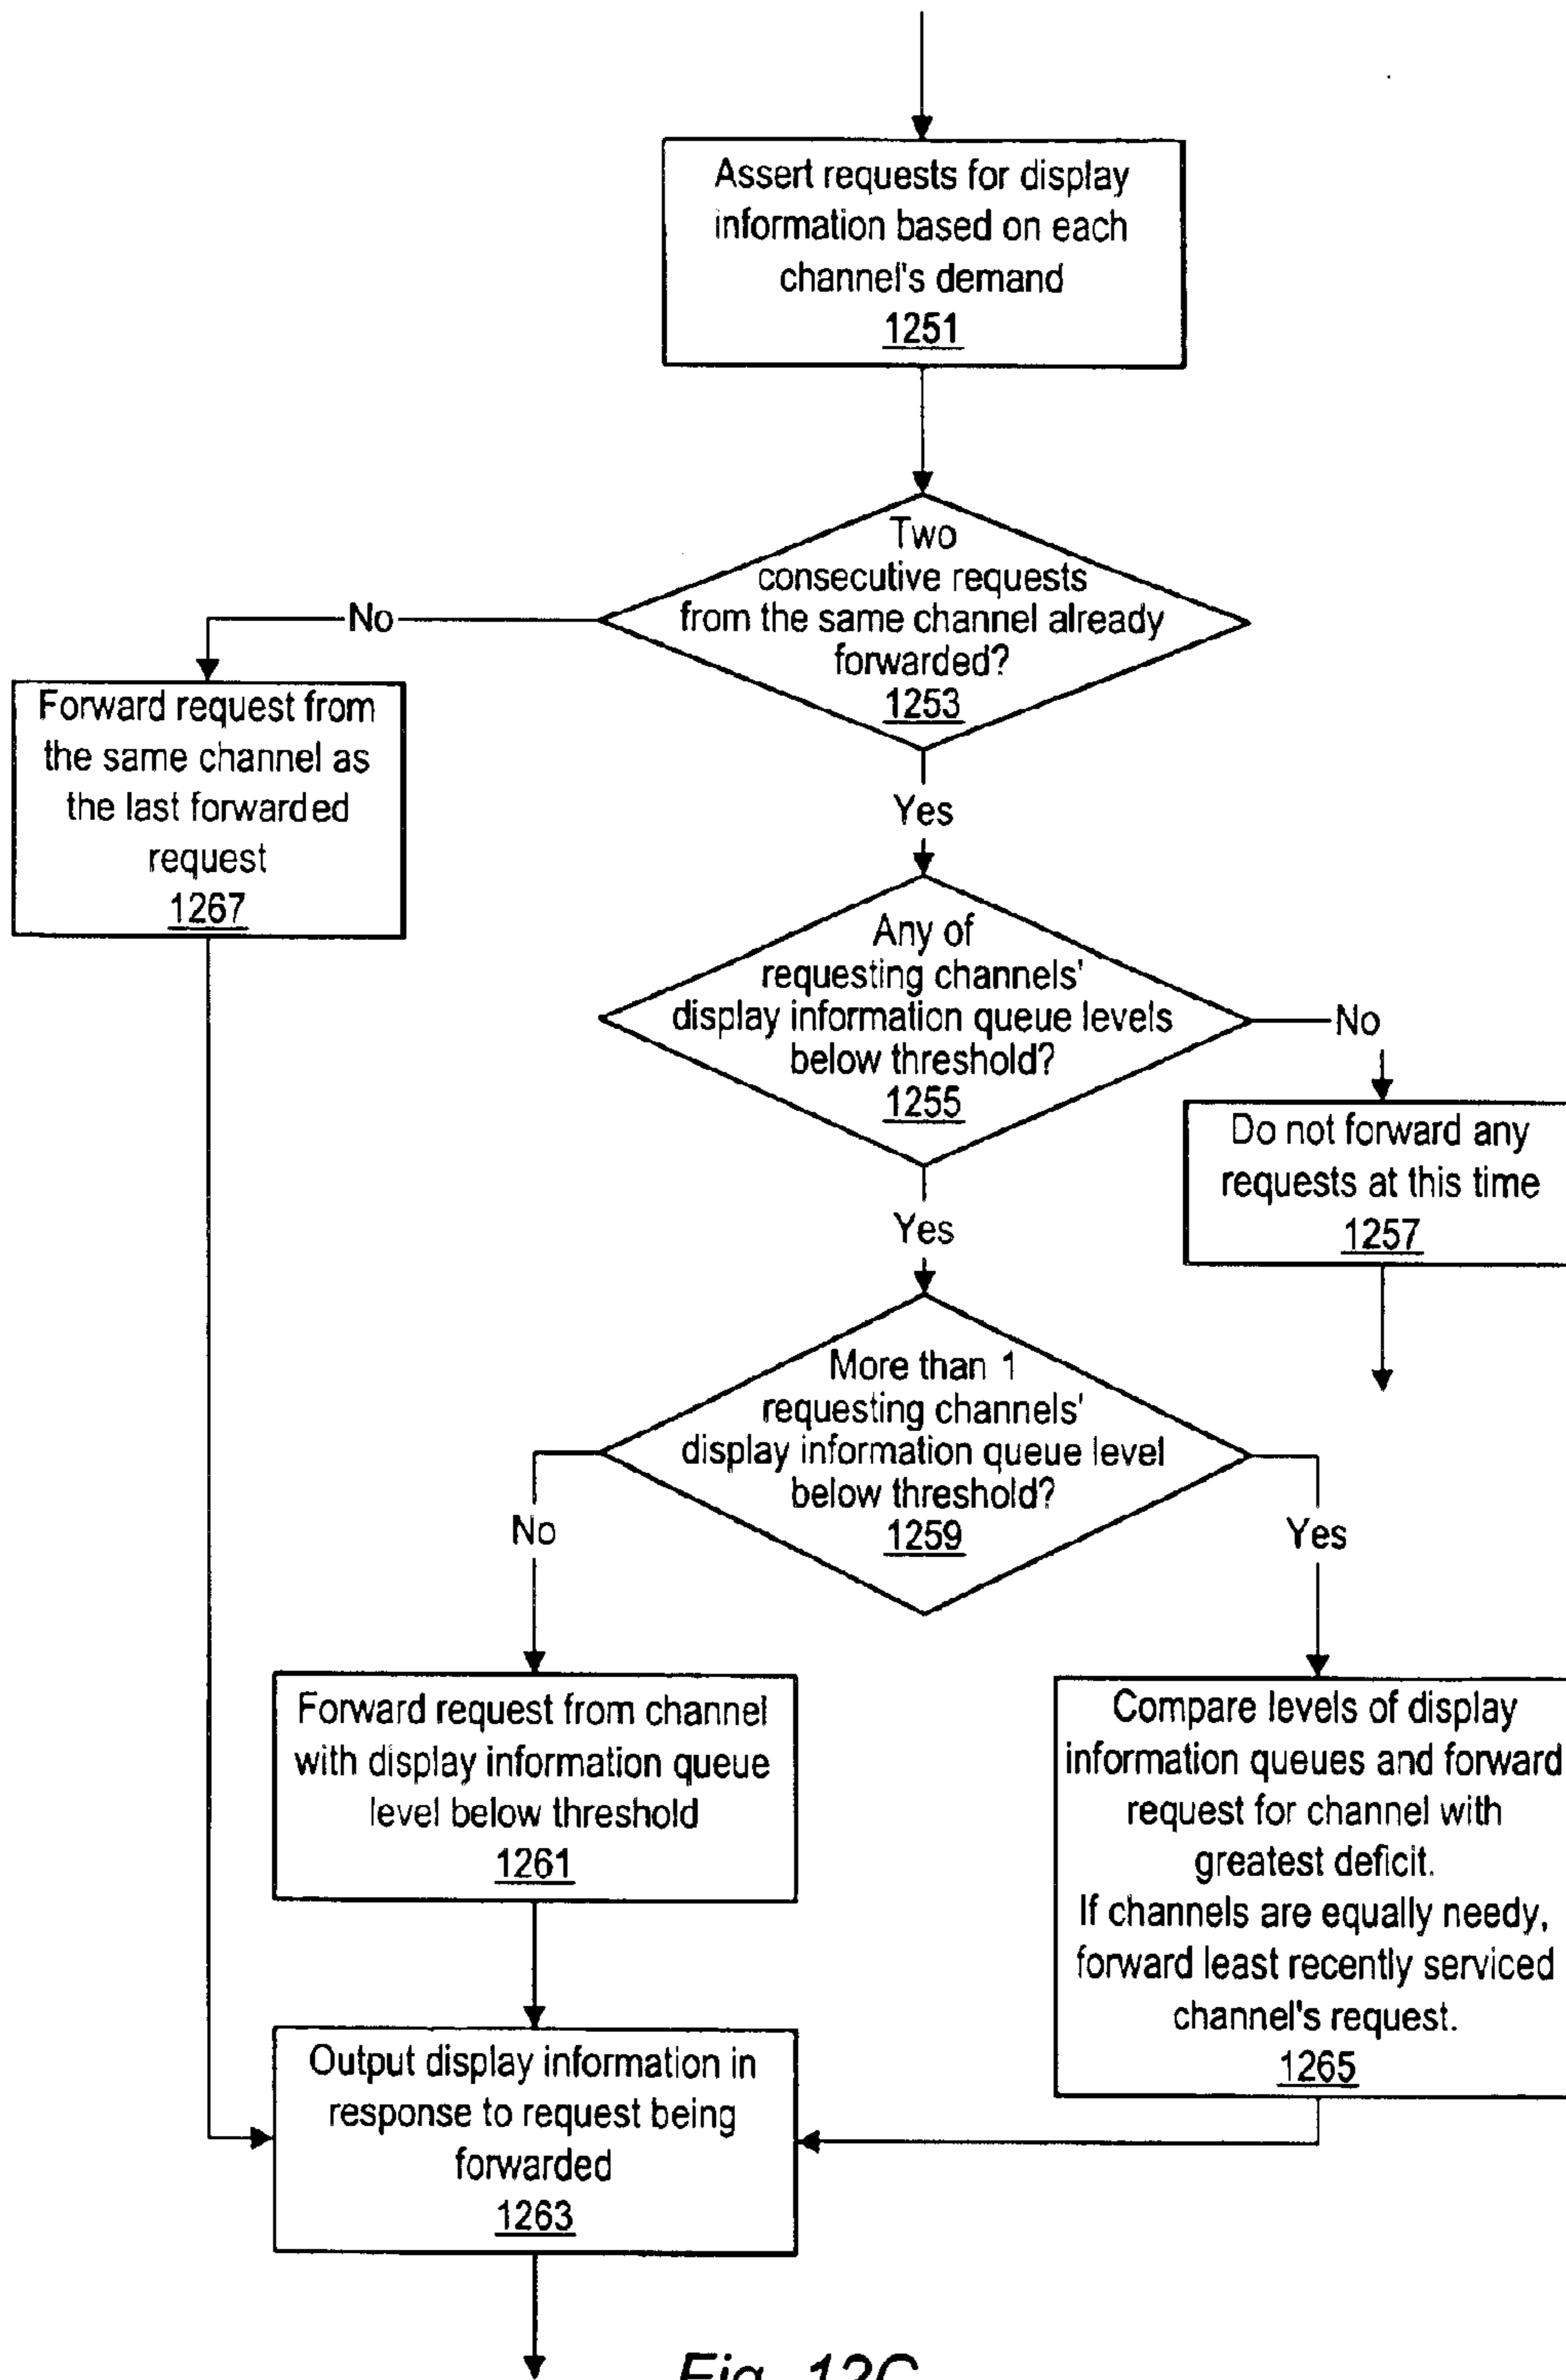 Assert requests for display
information based on each
channel's demand
1251
Two
consecutive requests
from the same channel already
forwarded?
1253
No
Forward request from
the same channel as
the last forwarded
request
1267
Yes
Any of
requesting channels'
display information queue levels
below threshold?
1255
No
Do not forward any
requests at this time
1257
Yes
More than 1
requesting channels'
display information queue level
below threshold?
1259
No
Yes
Forward request from channel
with display information queue
level below threshold
1261
Compare levels of display
information queues and forward
request for channel with
greatest deficit.
If channels are equally needy,
forward least recently serviced
channel's request.
1265
Output display information in
response to request being
forwarded
1263
Fig. 12C